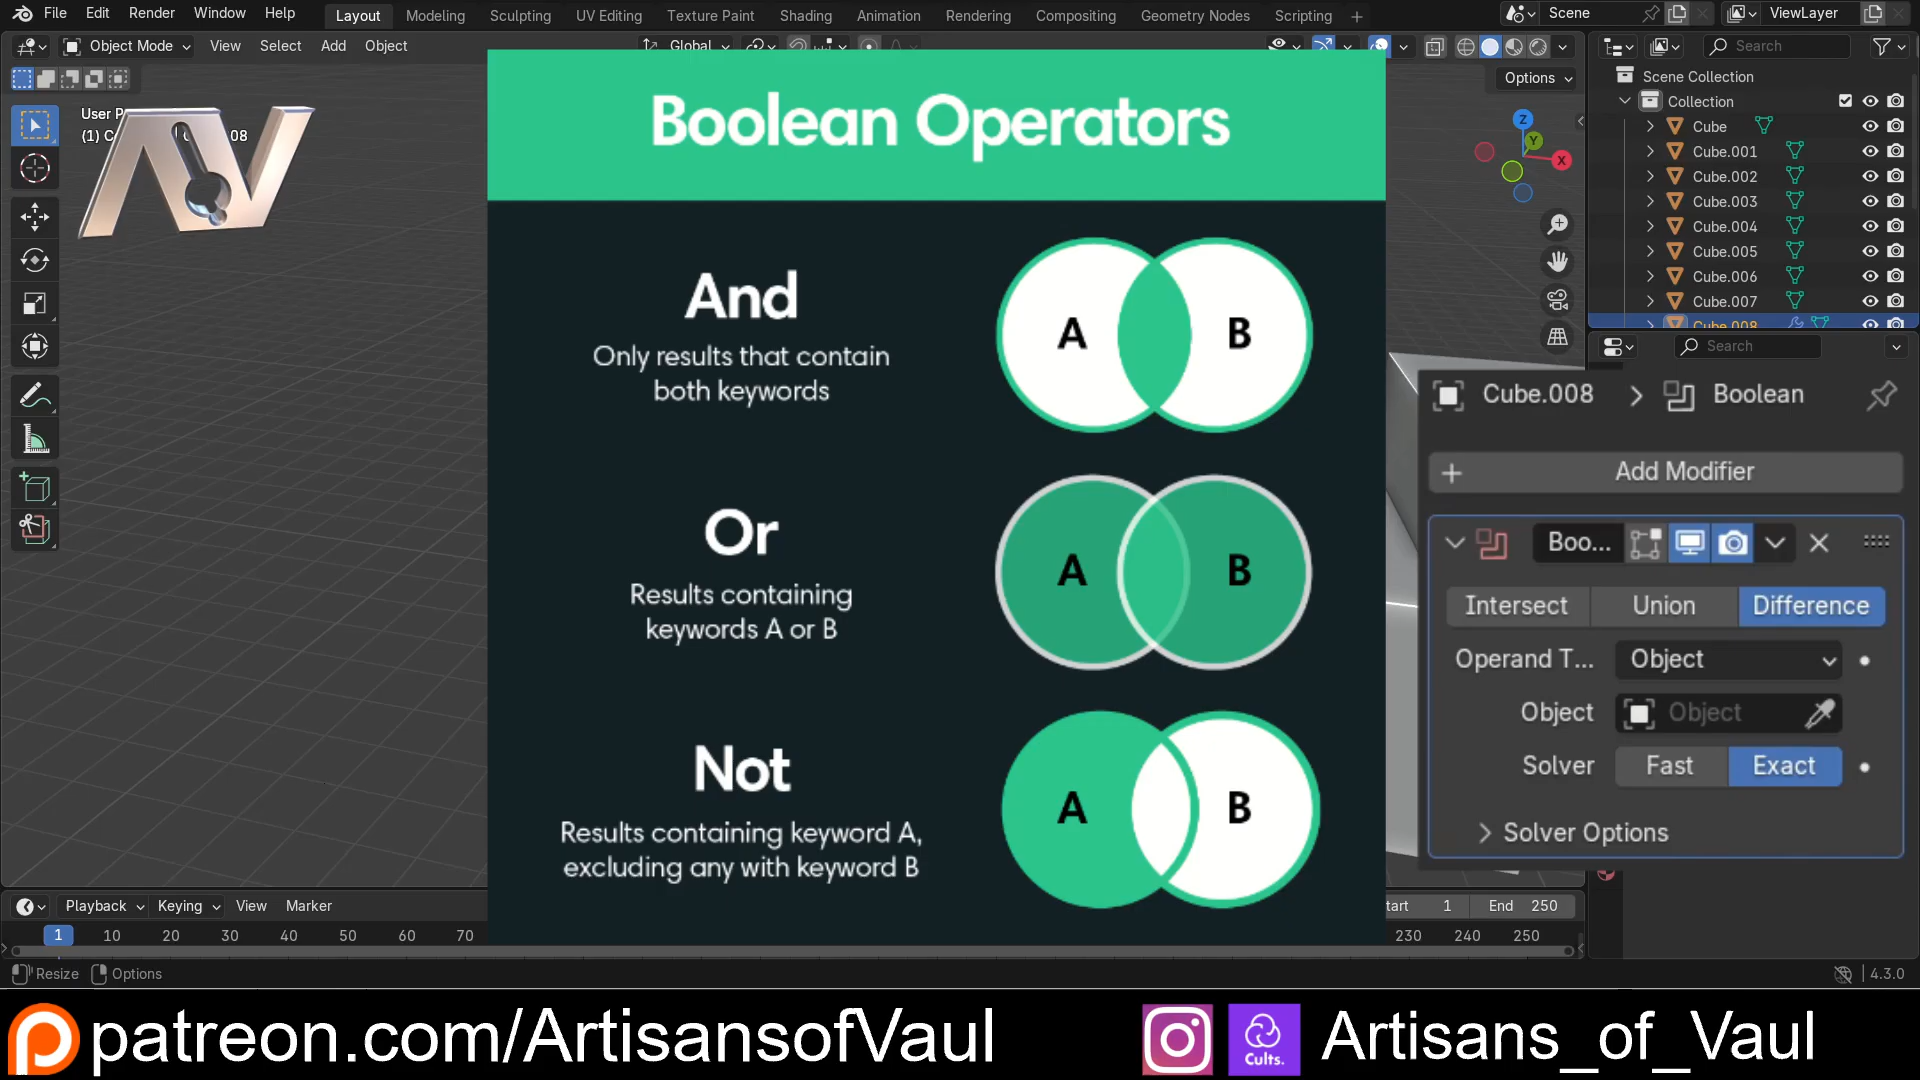 File Edit Render Window Help Layout Modeling Sculpting UV Editing Texture Paint Shading Animation Rendering Compositing Geometry Nodes Scripting + Scene ViewLayer
Object Mode View Select Add Object Global Search
Options
User P
(1) C 08
Z
Y
X
Scene Collection
Collection
Cube
Cube.001
Cube.002
Cube.003
Cube.004
Cube.005
Cube.006
Cube.007
Cube.008
Search
Boolean Operators
And
Only results that contain
both keywords
A B
Or
Results containing
keywords A or B
A B
Not
Results containing keyword A,
excluding any with keyword B
A B
Cube.008 > Boolean
+ Add Modifier
Boo...
Intersect Union Difference
Operand T... Object
Object Object
Solver Fast Exact
Solver Options
Playback Keying View Marker tart 1 End 250
1 10 20 30 40 50 60 70 230 240 250
Resize Options 4.3.0
patreon.com/ArtisansofVaul Cults. Artisans_of_Vaul